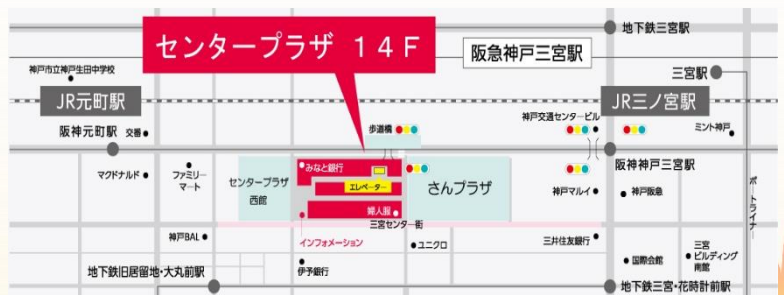 地下鉄三宮駅
センタープラザ 14F
阪急神戸三宮駅
神戸市立神戸生田中学校
三宮駅
JR元町駅
JR三ノ宮駅
神戸交通センタービル
歩道橋
ミント神戸
阪神元町駅
交番
阪神神戸三宮駅
みなと銀行
マクドナルド
ファミリー
マート
センタープラザ
西館
エレベーター
さんプラザ
神戸マルイ
神戸阪急
ポートライナー
婦人服
三宮センター街
神戸BAL
インフォメーション
ユニクロ
三井住友銀行
国際会館
三宮
ビルディング
南館
地下鉄旧居留地・大丸前駅
伊予銀行
地下鉄三宮・花時計前駅